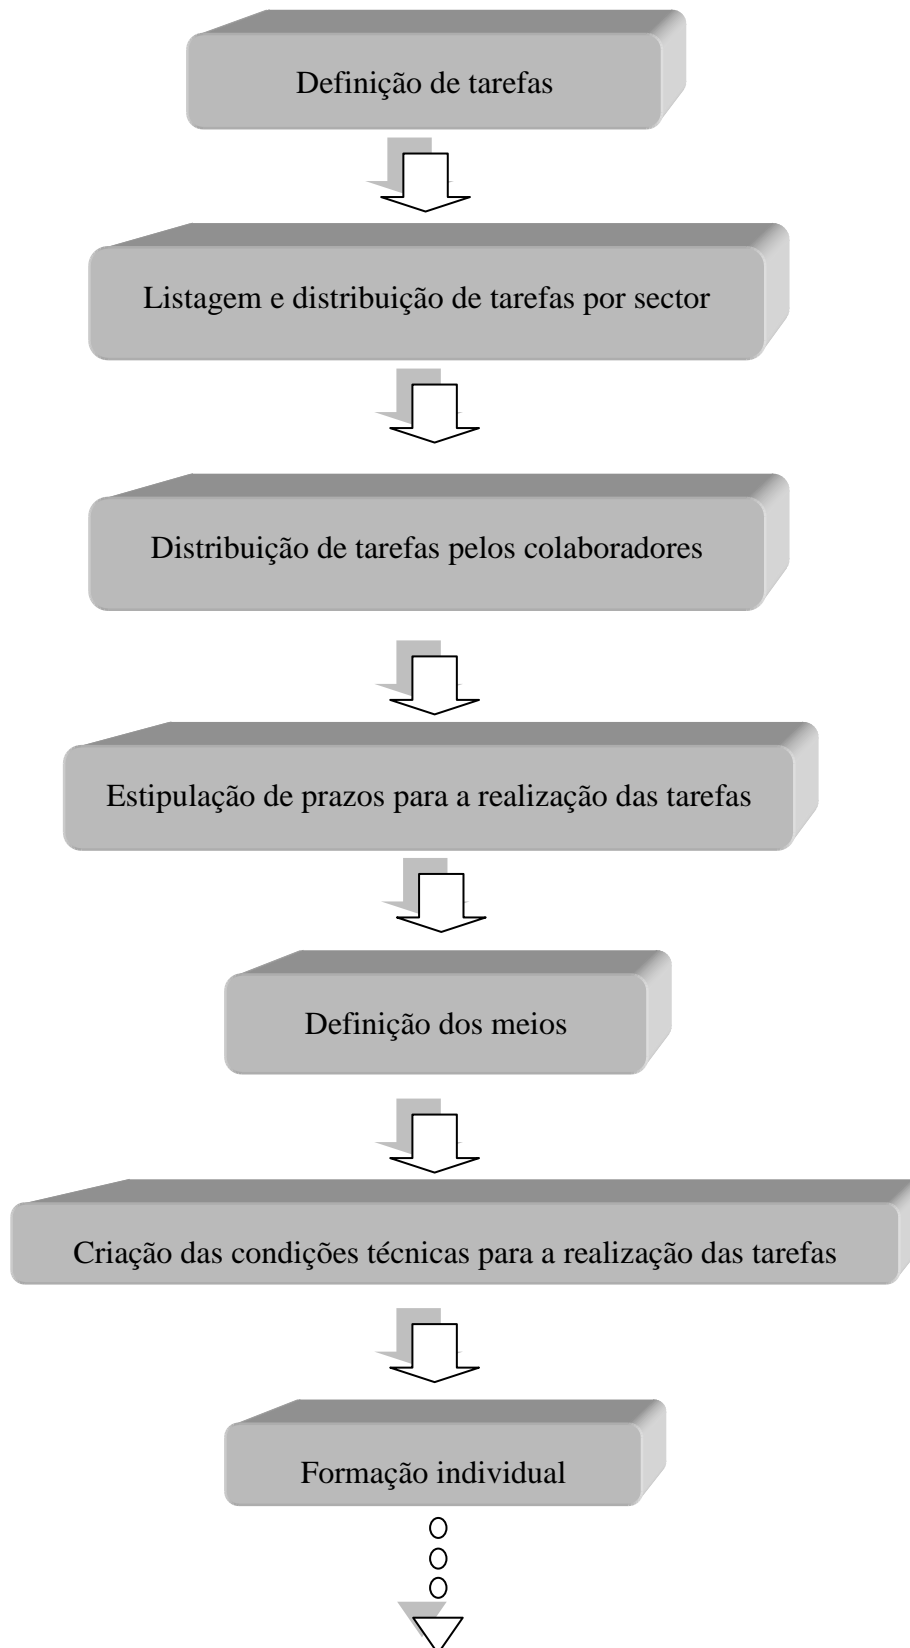 Definição de tarefas
Listagem e distribuição de tarefas por sector
Distribuição de tarefas pelos colaboradores
Estipulação de prazos para a realização das tarefas
Definição dos meios
Criação das condições técnicas para a realização das tarefas
Formação individual